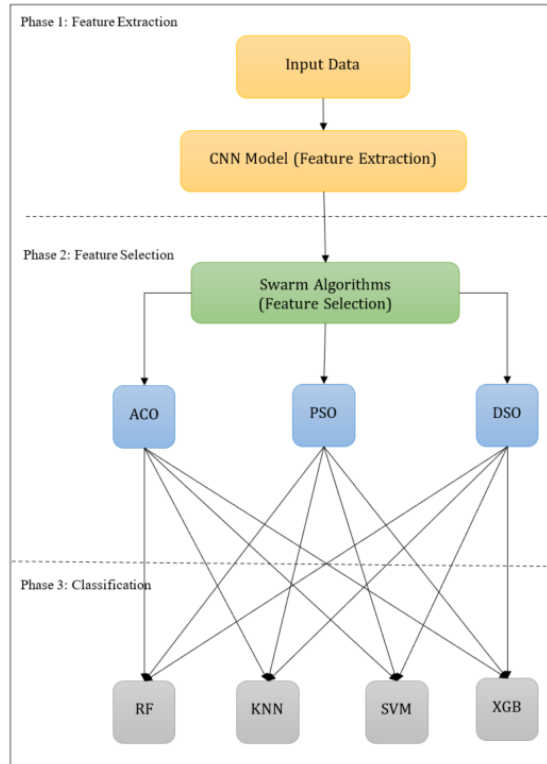 Phase 1: Feature Extraction
Input Data
CNN Model (Feature Extraction)
Phase 2: Feature Selection
Swarm Algorithms
(Feature Selection)
ACO
PSO
DSO
Phase 3: Classification
RF
KNN
SVM
XGB